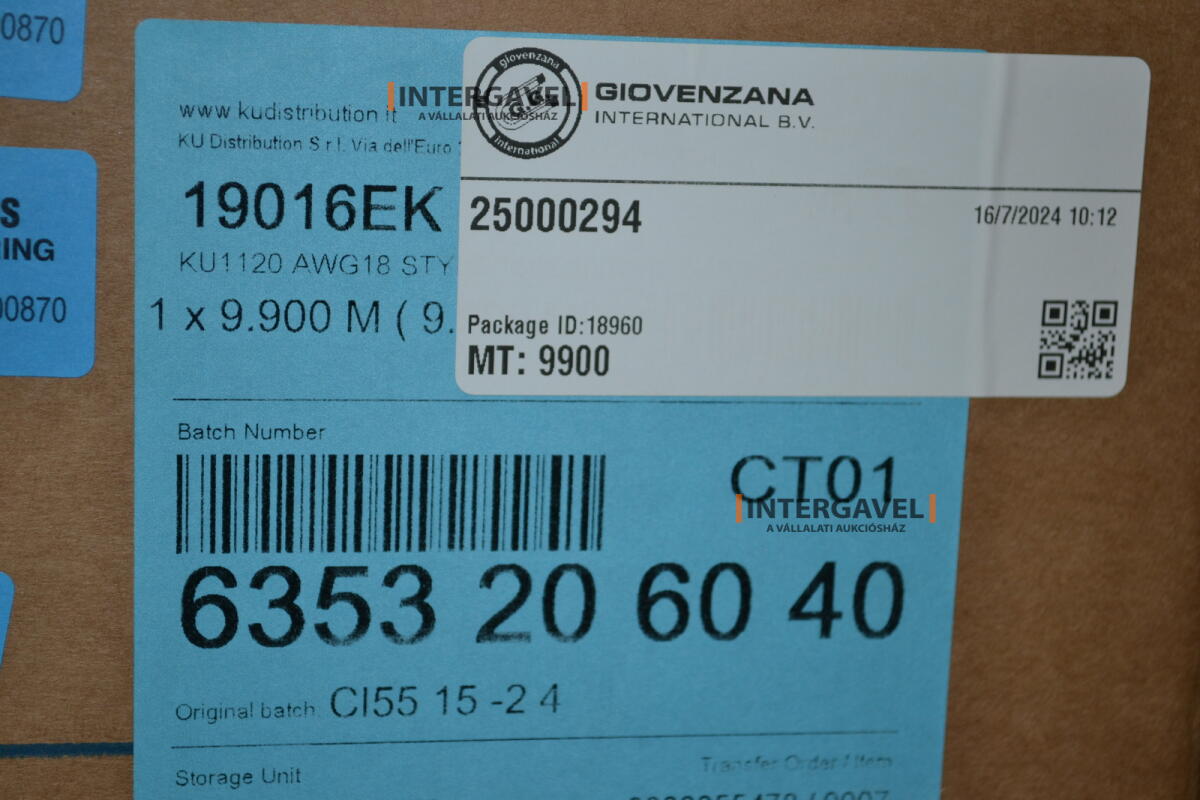 0870
S
ING
00870
www kudistribution it
KU Distribution S r l. Via dell'Euro
19016EK
KU1120 AWG18 STY
1 x 9.900 M ( 9.
giovenzana
G.G.
international
GIOVENZANA
INTERNATIONAL B.V.
25000294
16/7/2024 10:12
Package ID:18960
MT: 9900
INTERGAVEL
A VÁLLALATI AUKCIÓSHÁZ
Batch Number
CT01
INTERGAVEL
A VÁLLALATI AUKCIÓSHÁZ
6353 20 60 40
Original batch CI55 15 -2 4
Storage Unit
Transfer Order / Item